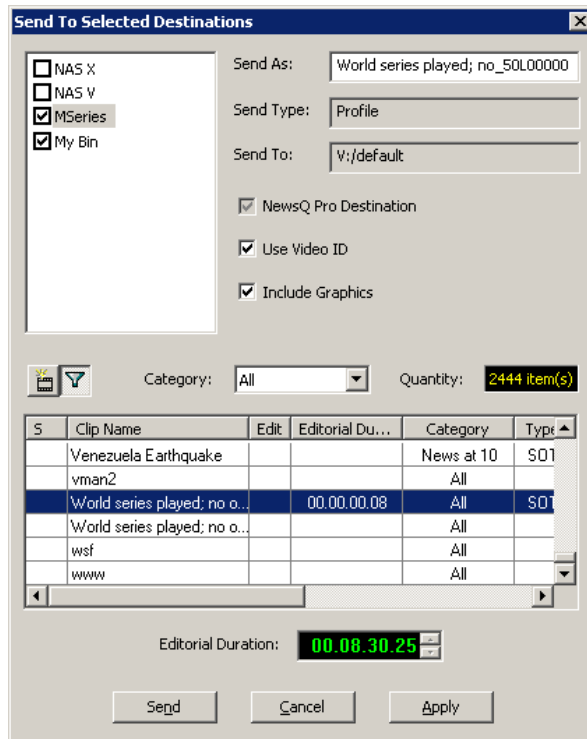 Send To Selected Destinations
NAS X
NAS V
MSeries
My Bin
Send As:
World series played; no_50L00000
Send Type:
Profile
Send To:
V:/default
NewsQ Pro Destination
Use Video ID
Include Graphics
Category:
All
Quantity:
2444 item(s)
S Clip Name Edit Editorial Du... Category Type
Venezuela Earthquake News at 10 SOT
vman2 All
World series played; no o... 00.00.00.08 All SOT
World series played; no o... All
wsf All
www All
Editorial Duration:
00.08.30.25
Send
Cancel
Apply